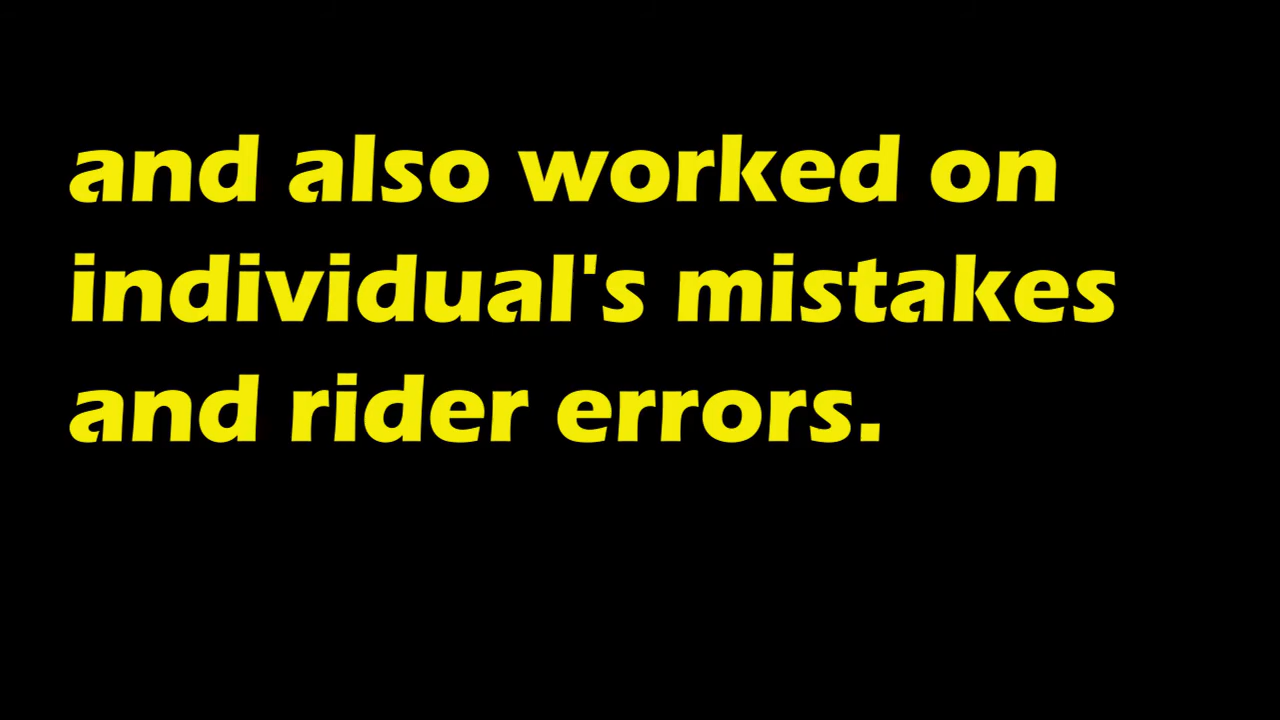 and also worked on
individual's mistakes
and rider errors.